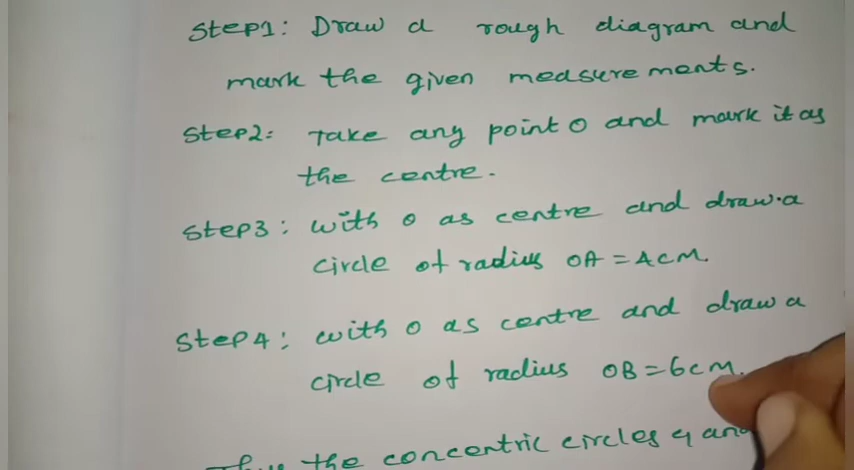 Step1: Draw a rough diagram and
mark the given measurements.
Step2: Take any point O and mark it as
the centre.
Step3: with O as centre and draw a
circle of radius OA = 4cm.
Step4: with O as centre and draw a
circle of radius OB = 6cm.
the concentric circles